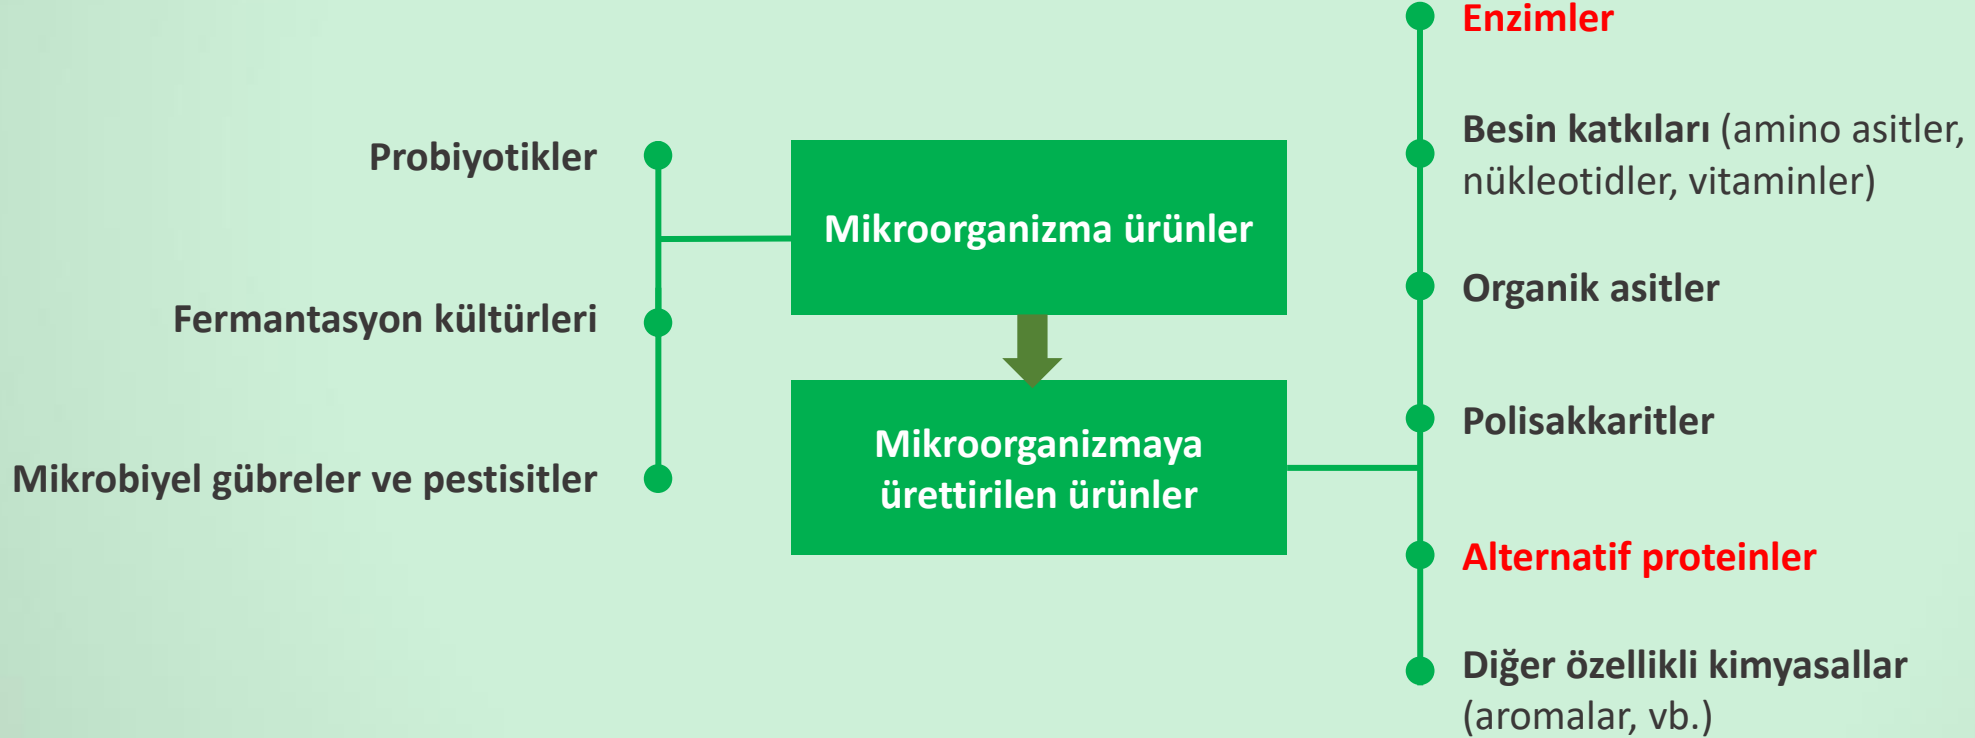 Probiyotikler
Fermantasyon kültürleri
Mikrobiyel gübreler ve pestisitler
Mikroorganizma ürünler
Mikroorganizmaya
ürettirilen ürünler
Enzimler
Besin katkıları (amino asitler,
nükleotidler, vitaminler)
Organik asitler
Polisakkaritler
Alternatif proteinler
Diğer özellikli kimyasallar
(aromalar, vb.)